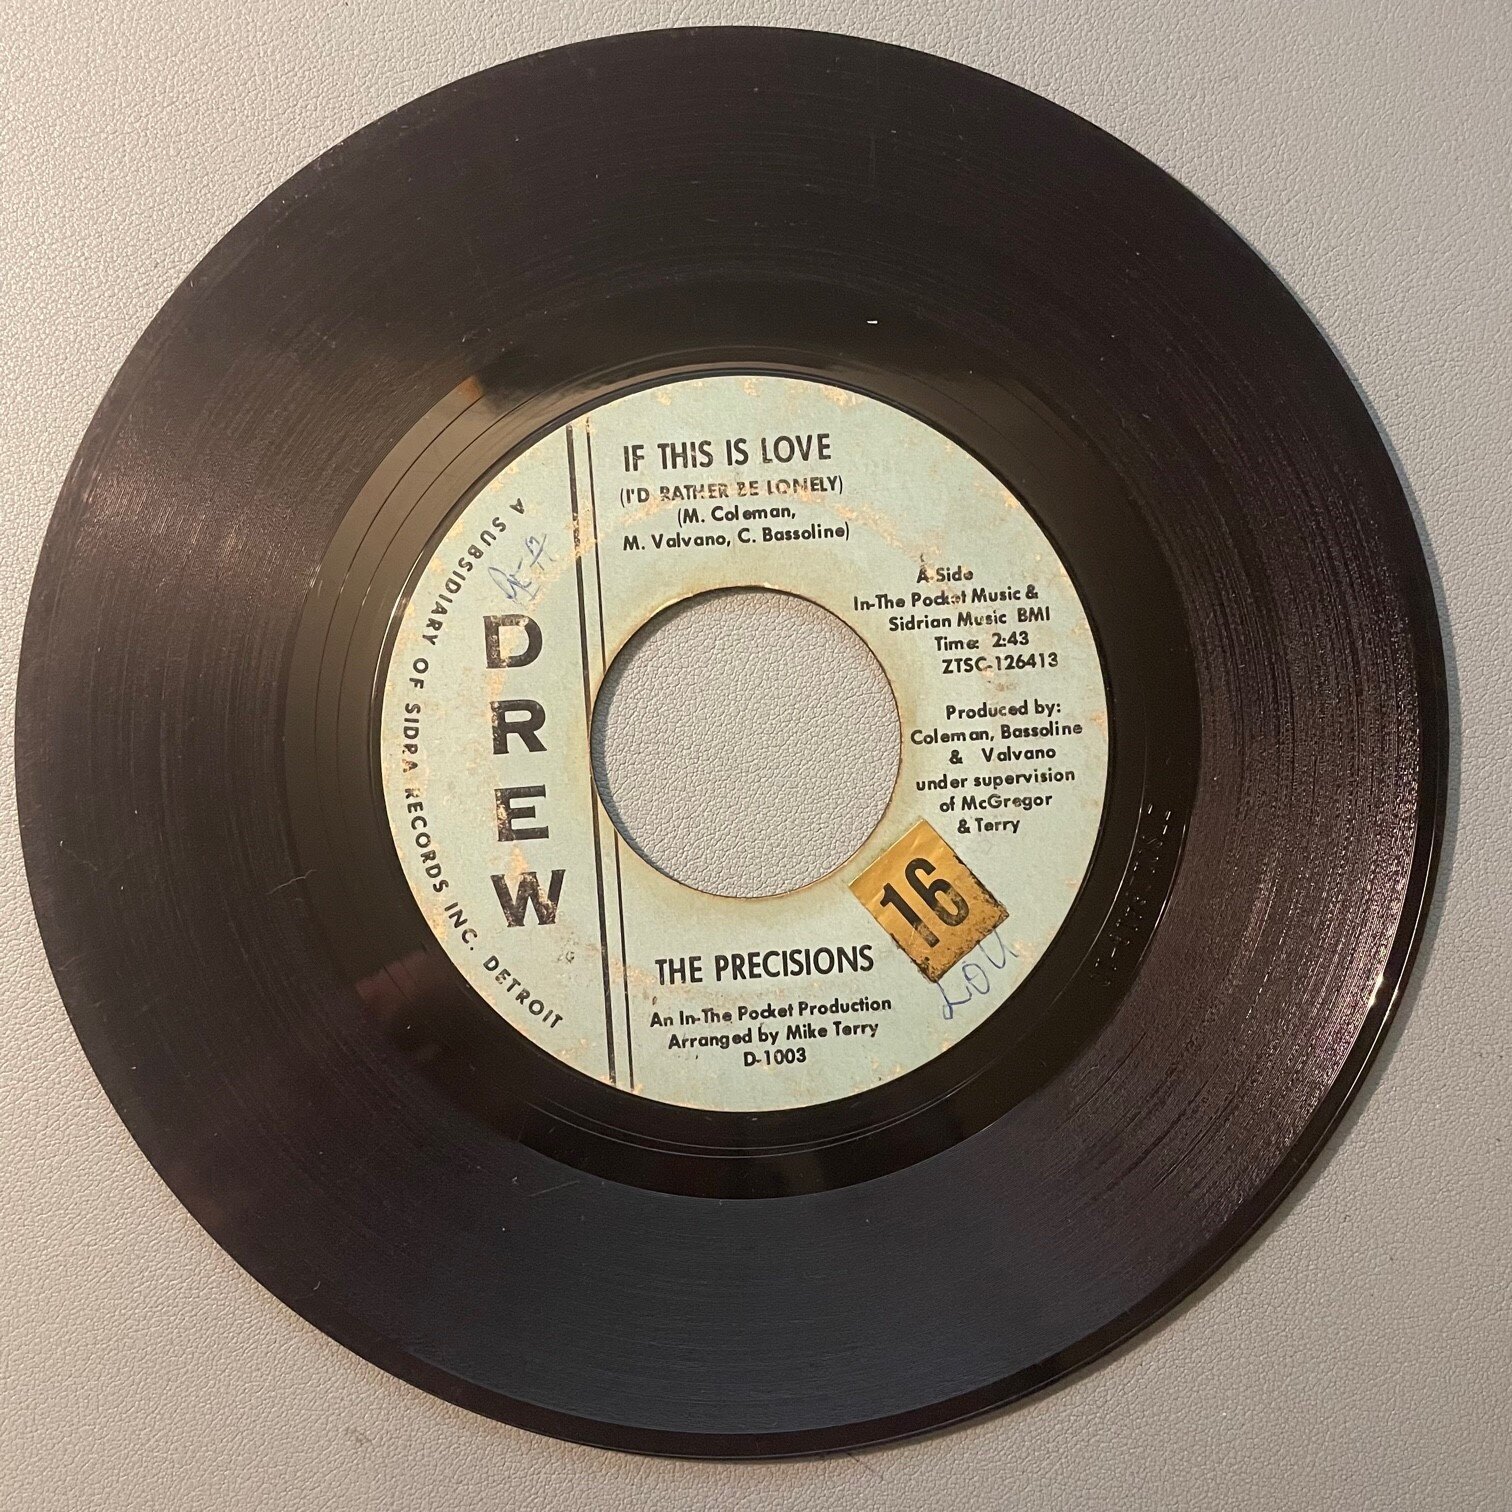 IF THIS IS LOVE
(I'D RATHER BE LONELY)
(M. Coleman,
M. Valvano, C. Bassoline)
A-Side
In-The Pocket Music &
Sidrian Music BMI
Time: 2:43
ZTSC-126413
Produced by:
Coleman, Bassoline
& Valvano
under supervision
of McGregor
& Terry
DREW
A SUBSIDIARY OF SIDRA RECORDS INC. DETROIT
16
LOU
THE PRECISIONS
An In-The Pocket Production
Arranged by Mike Terry
D-1003